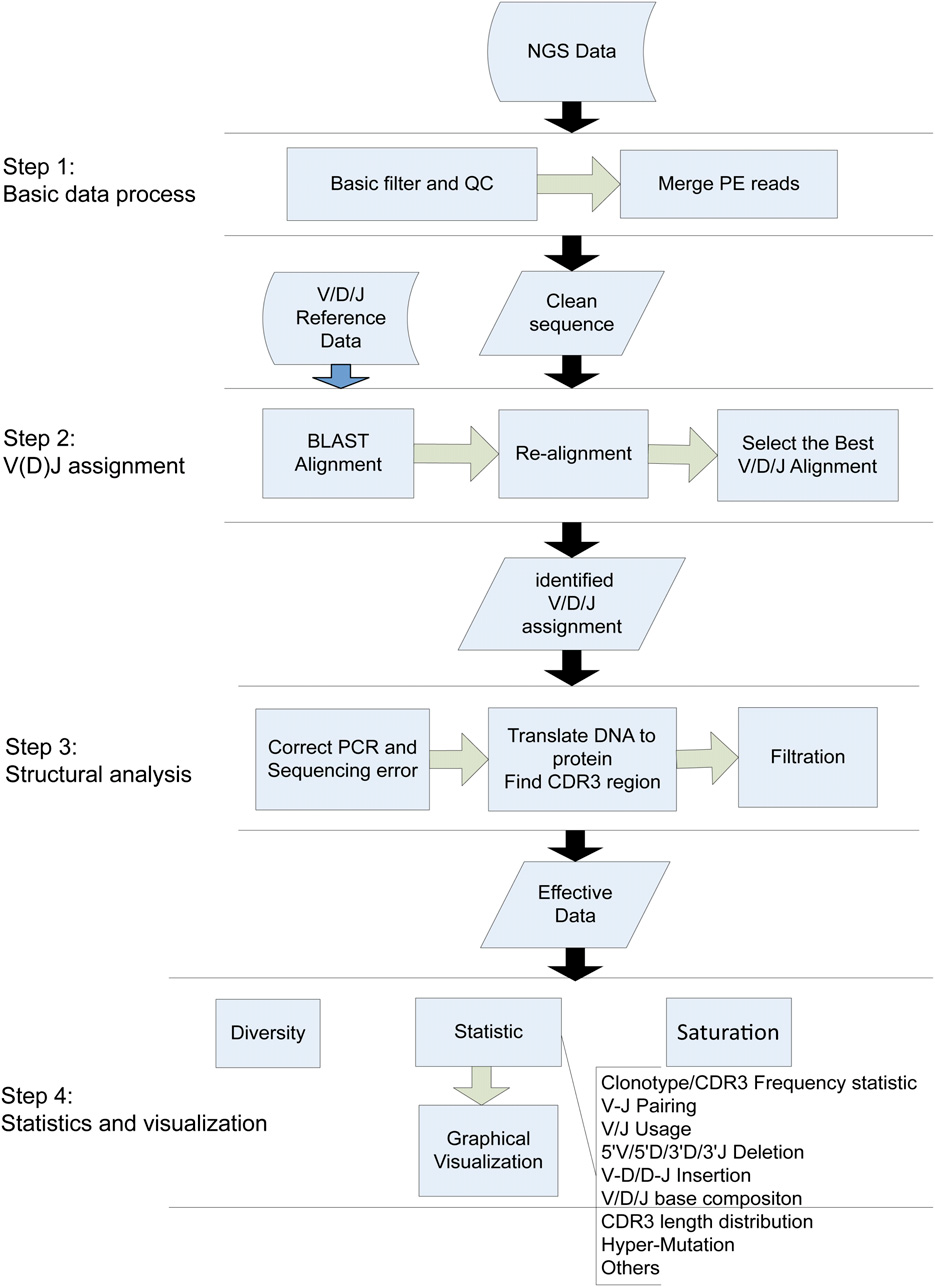 NGS Data
Step 1:
Basic data process
Basic filter and QC
Merge PE reads
V/D/J
Reference
Data
Clean
sequence
Step 2:
V(D)J assignment
BLAST
Alignment
Re-alignment
Select the Best
V/D/J Alignment
identified
V/D/J
assignment
Step 3:
Structural analysis
Correct PCR and
Sequencing error
Translate DNA to
protein
Find CDR3 region
Filtration
Effective
Data
Step 4:
Statistics and visualization
Diversity
Statistic
Saturation
Graphical
Visualization
Clonotype/CDR3 Frequency statistic
V-J Pairing
V/J Usage
5'V/5'D/3'D/3'J Deletion
V-D/D-J Insertion
V/D/J base compositon
CDR3 length distribution
Hyper-Mutation
Others